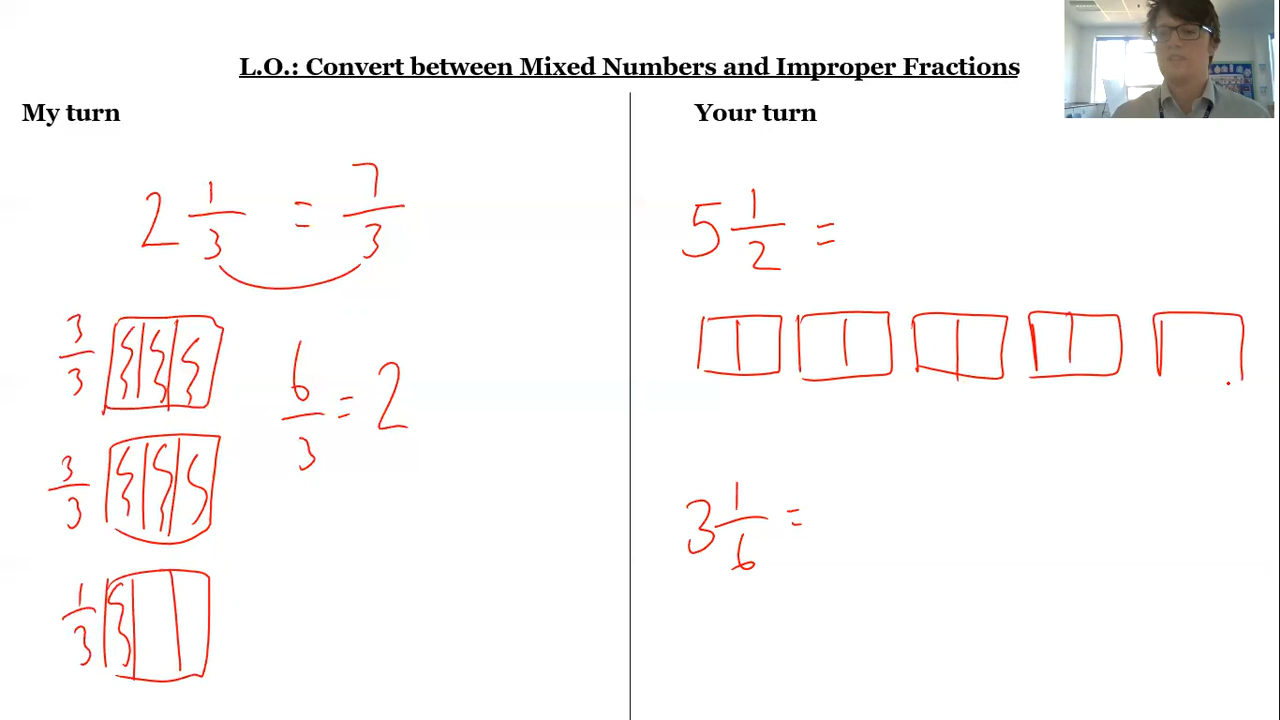 L.O.: Convert between Mixed Numbers and Improper Fractions
My turn
2 1/3 = 7/3
3/3
6/3 = 2
3/3
1/3
Your turn
5 1/2 =
3 1/6 =